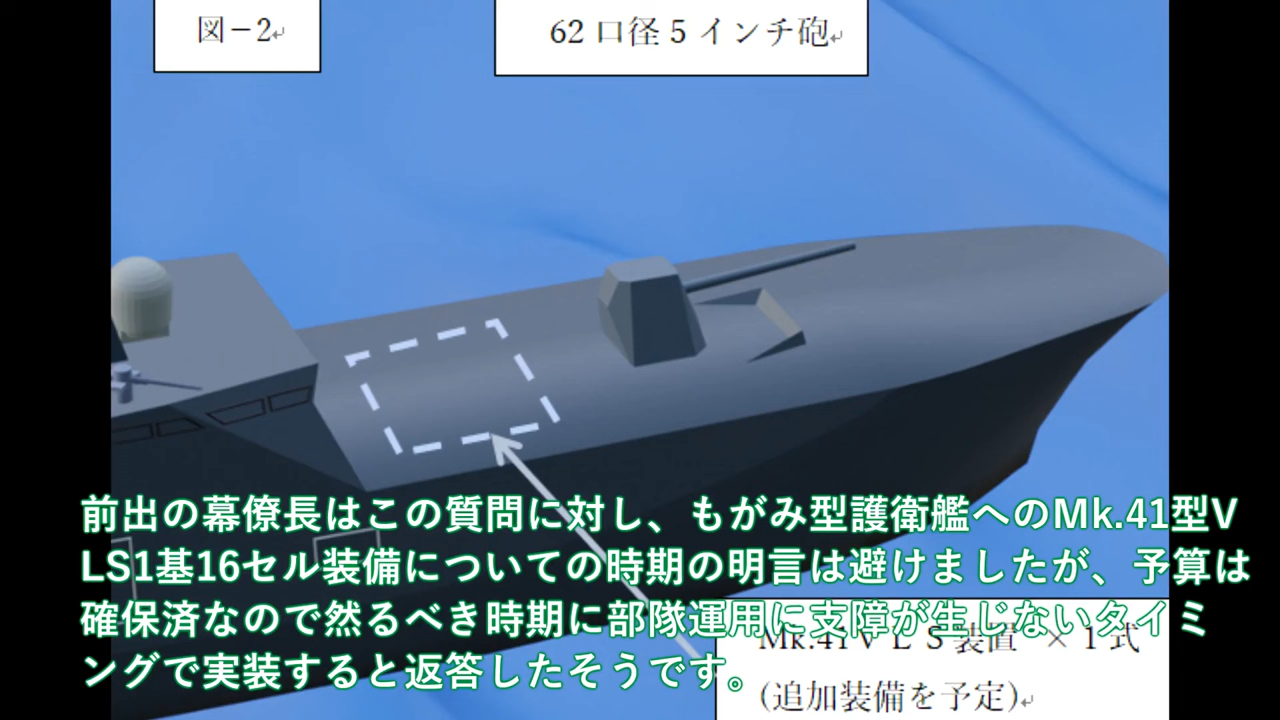 図－2
62 口径 5 インチ砲
前出の幕僚長はこの質問に対し、もがみ型護衛艦へのMk.41型V
LS1基16セル装備についての時期の明言は避けましたが、予算は
確保済なので然るべき時期に部隊運用に支障が生じないタイミ
ングで実装すると返答したそうです。
Mk.41ＶＬＳ装置 × 1 式
(追加装備を予定)